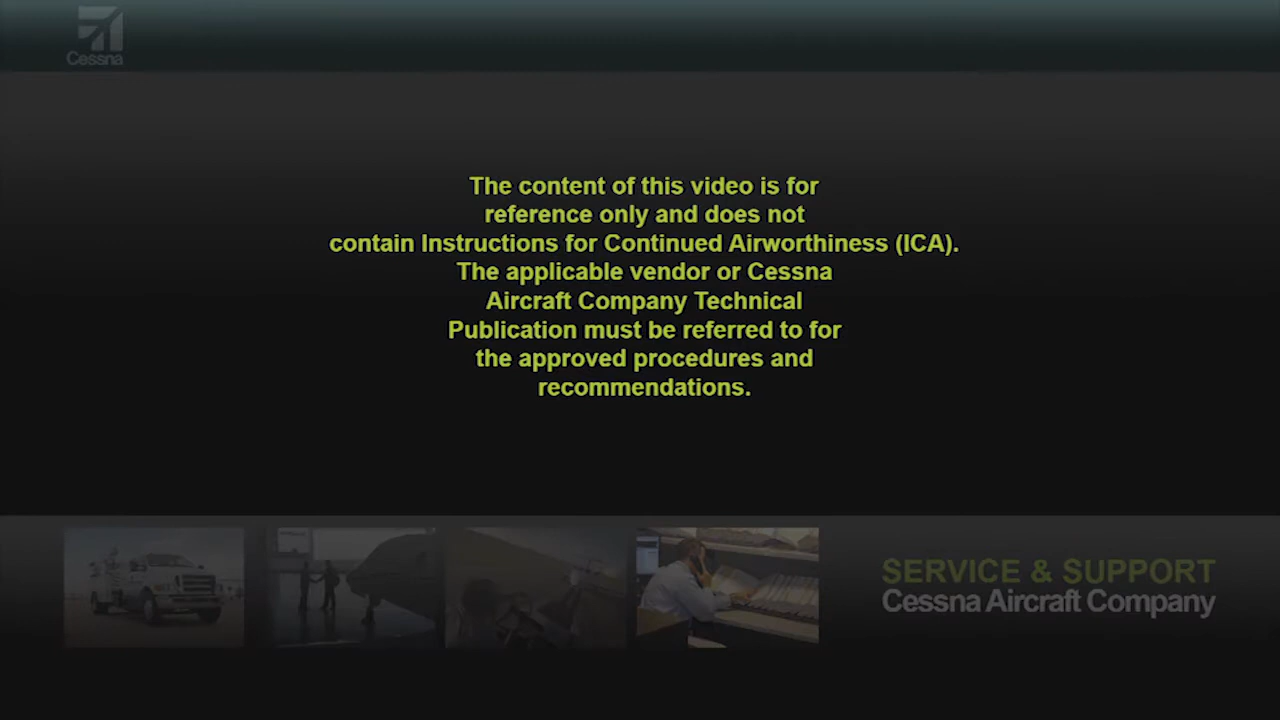 Cessna
The content of this video is for
reference only and does not
contain Instructions for Continued Airworthiness (ICA).
The applicable vendor or Cessna
Aircraft Company Technical
Publication must be referred to for
the approved procedures and
recommendations.
SERVICE & SUPPORT
Cessna Aircraft Company